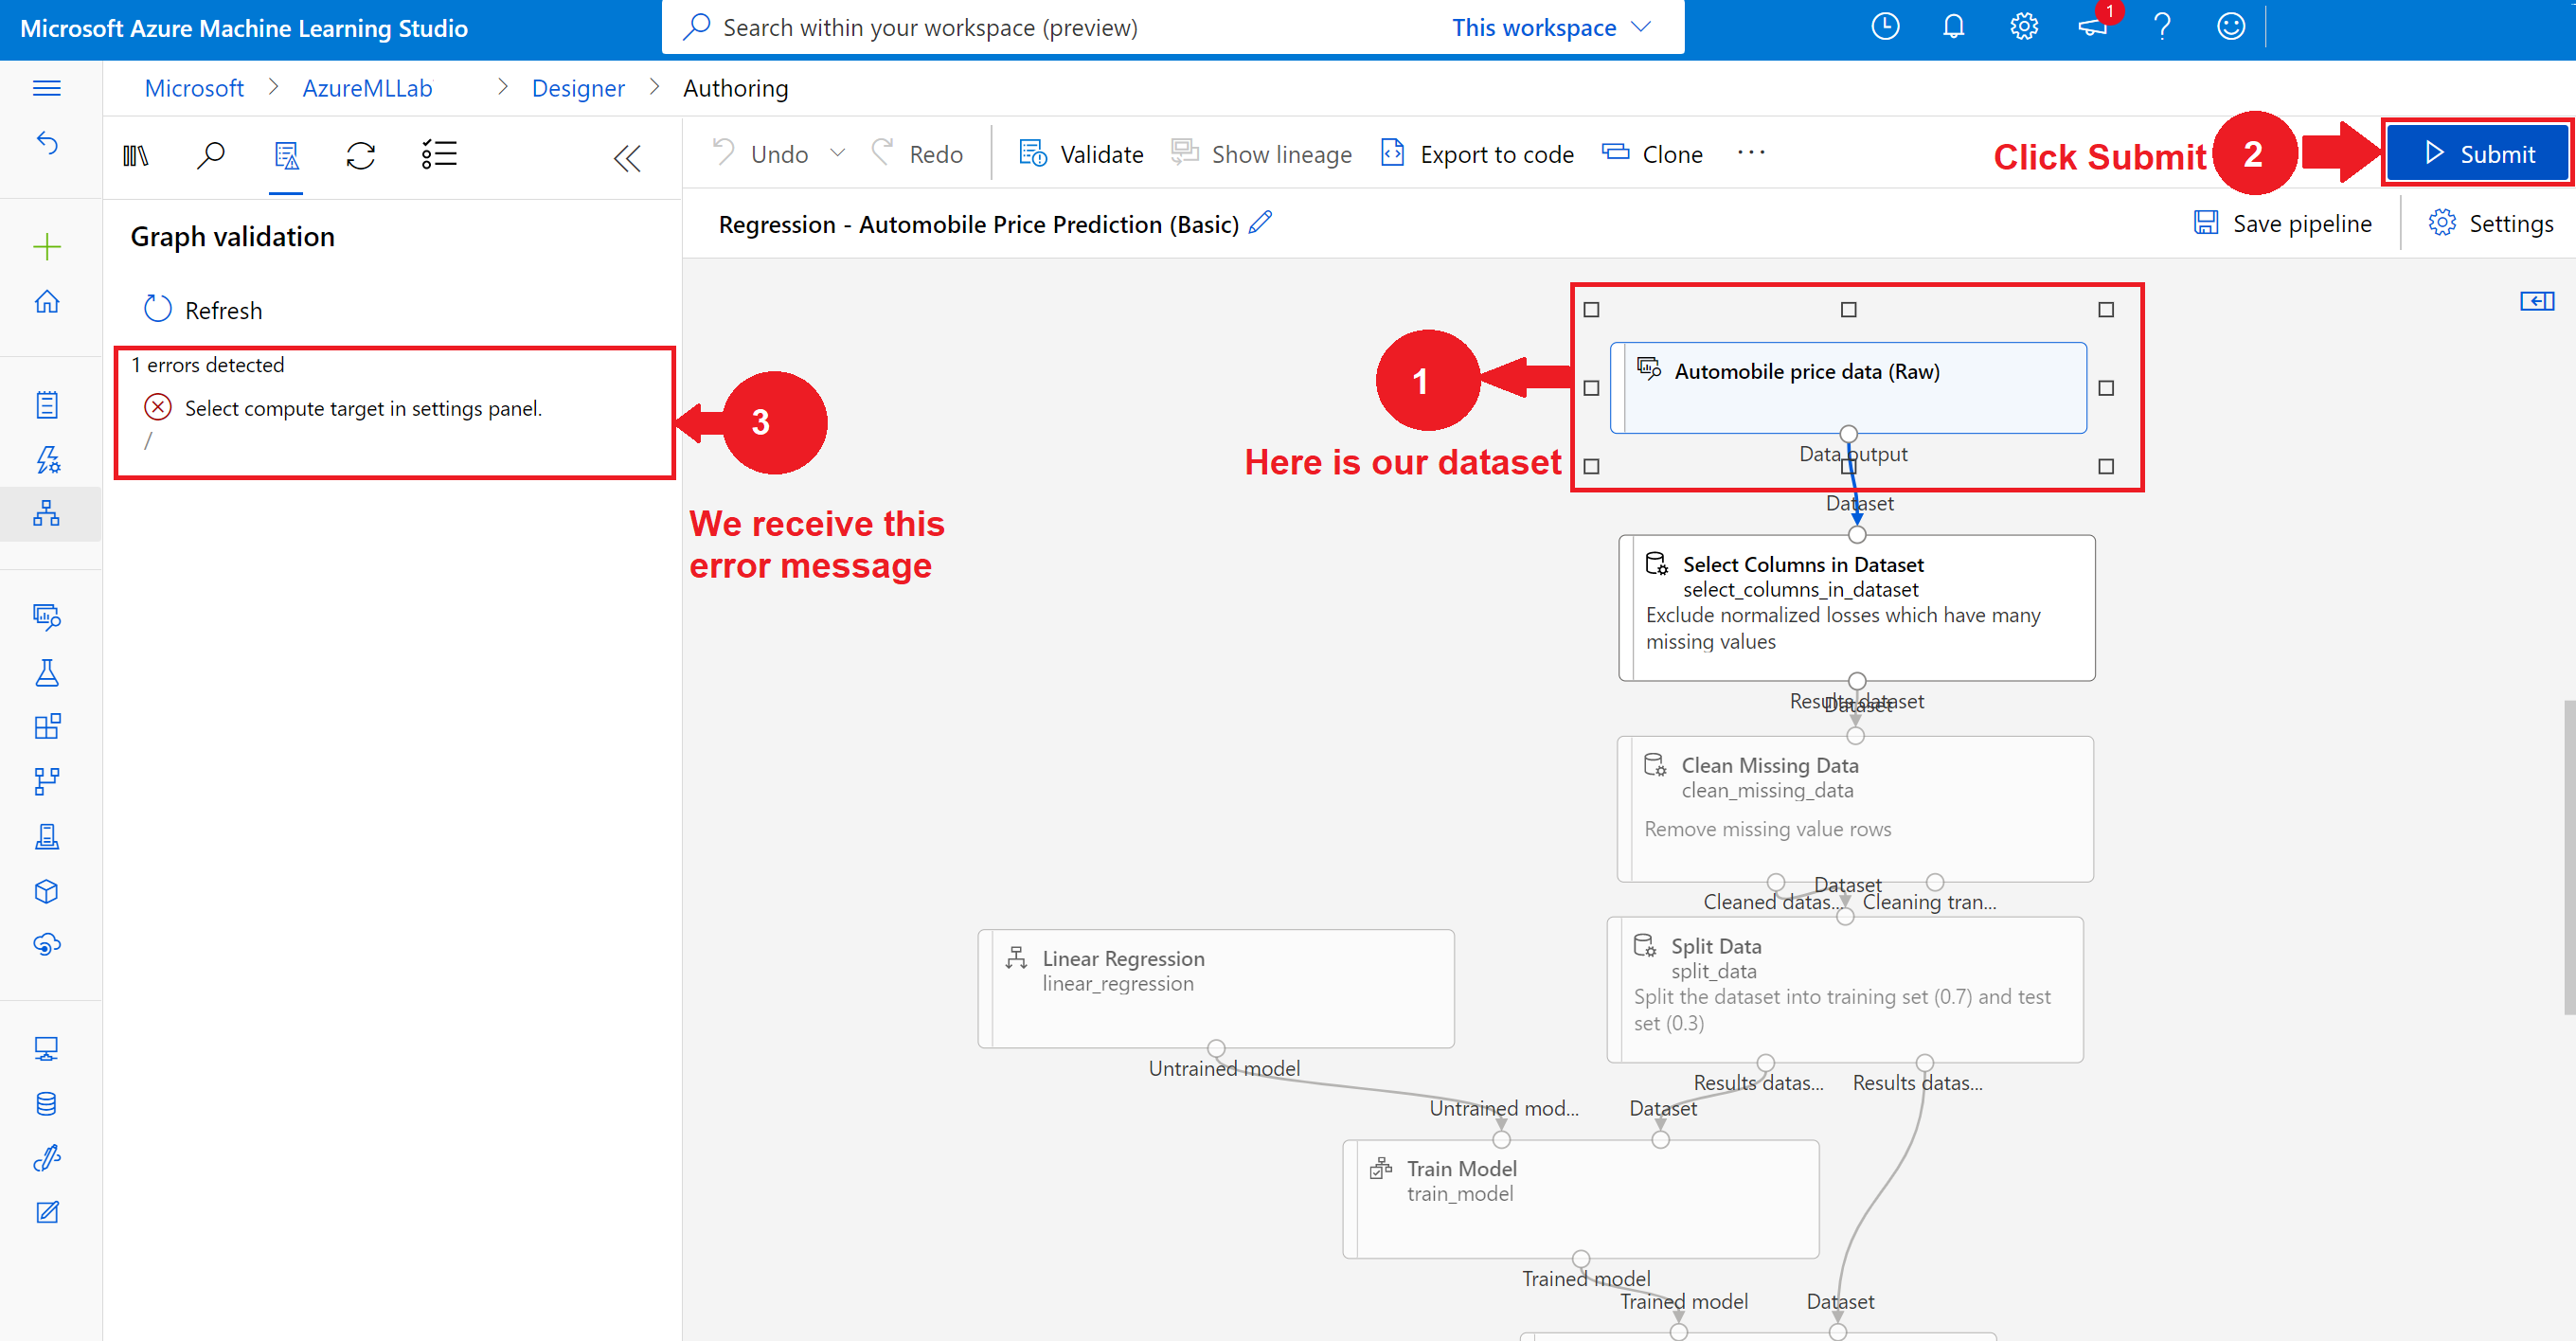 Microsoft Azure Machine Learning Studio
Search within your workspace (preview)
This workspace
1
Microsoft > AzureMLLab > Designer > Authoring
Undo
Redo
Validate
Show lineage
Export to code
Clone
...
Click Submit
2
Submit
Graph validation
Regression - Automobile Price Prediction (Basic)
Save pipeline
Settings
Refresh
1 errors detected
Select compute target in settings panel.
/
3
We receive this
error message
1
Here is our dataset
Automobile price data (Raw)
Data output
Dataset
Select Columns in Dataset
select_columns_in_dataset
Exclude normalized losses which have many
missing values
Results dataset
Dataset
Clean Missing Data
clean_missing_data
Remove missing value rows
Dataset
Cleaned datas...
Cleaning tran...
Linear Regression
linear_regression
Untrained model
Split Data
split_data
Split the dataset into training set (0.7) and test
set (0.3)
Results datas...
Results datas...
Untrained mod...
Dataset
Train Model
train_model
Trained model
Trained model
Dataset